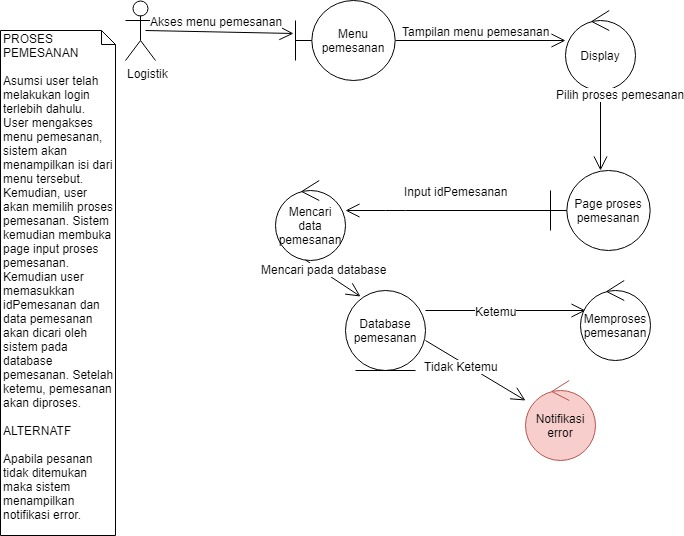 PROSES
PEMESANAN
Asumsi user telah
melakukan login
terlebih dahulu.
User mengakses
menu pemesanan,
sistem akan
menampilkan isi dari
menu tersebut.
Kemudian, user
akan memilih proses
pemesanan. Sistem
kemudian membuka
page input proses
pemesanan.
Kemudian user
memasukkan
idPemesanan dan
data pemesanan
akan dicari oleh
sistem pada
database
pemesanan. Setelah
ketemu, pemesanan
akan diproses.
ALTERNATF
Apabila pesanan
tidak ditemukan
maka sistem
menampilkan
notifikasi error.
Logistik
Akses menu pemesanan
Menu
pemesanan
Tampilan menu pemesanan
Display
Pilih proses pemesanan
Page proses
pemesanan
Input idPemesanan
Mencari
data
pemesanan
Mencari pada database
Database
pemesanan
Ketemu
Memproses
pemesanan
Tidak Ketemu
Notifikasi
error